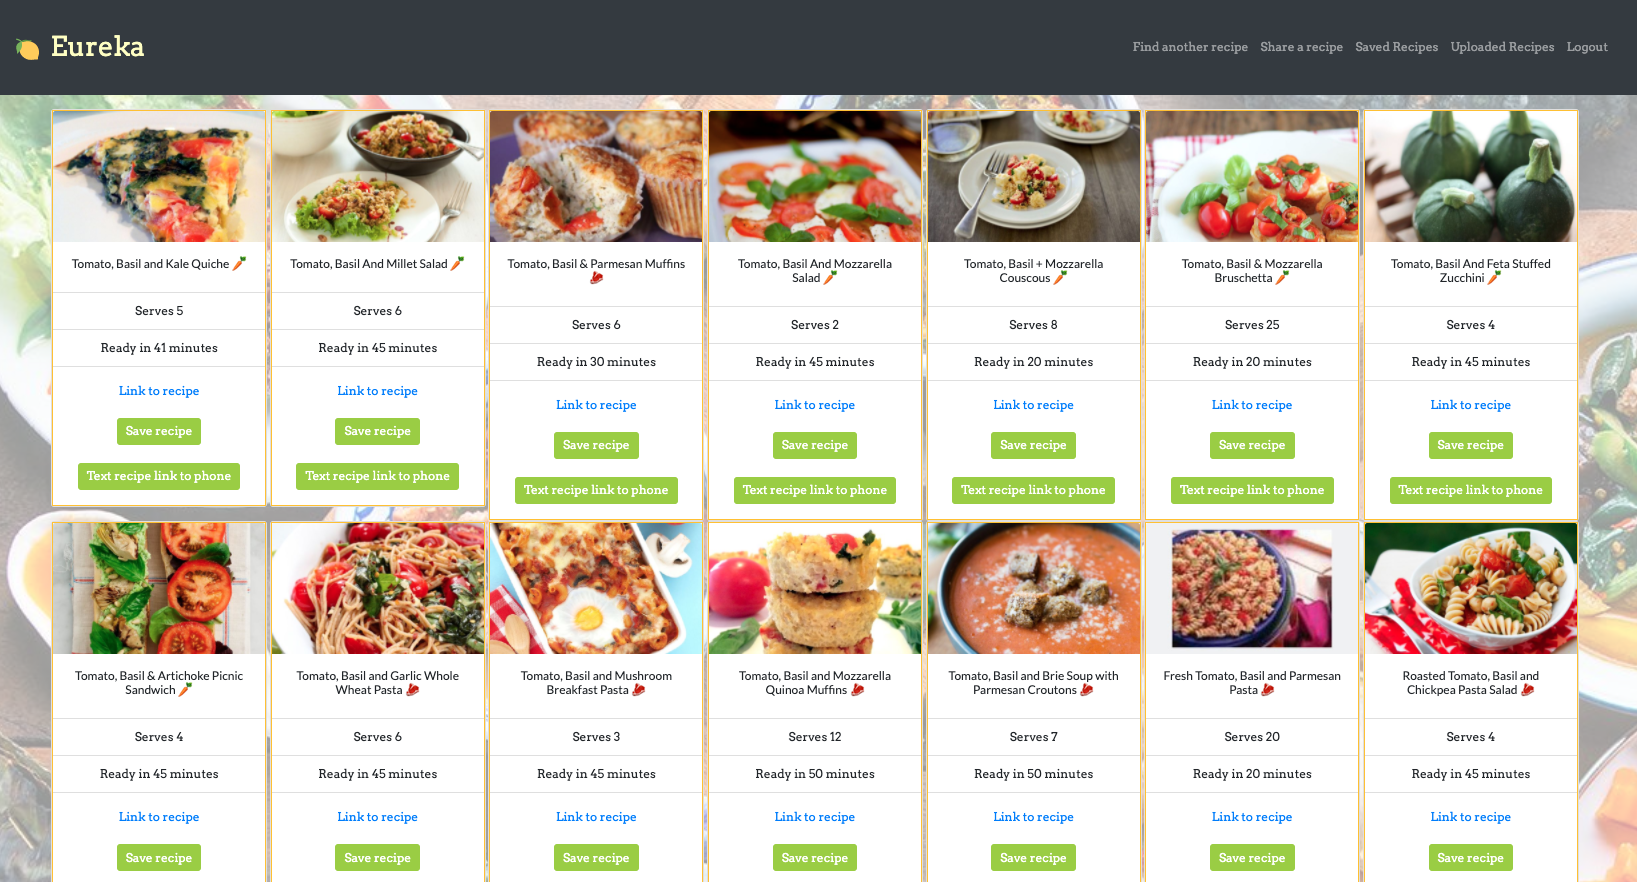 Eureka
Find another recipe Share a recipe Saved Recipes Uploaded Recipes Logout
Tomato, Basil and Kale Quiche
Serves 5
Ready in 41 minutes
Link to recipe
Save recipe
Text recipe link to phone
Tomato, Basil And Millet Salad
Serves 6
Ready in 45 minutes
Link to recipe
Save recipe
Text recipe link to phone
Tomato, Basil & Parmesan Muffins
Serves 6
Ready in 30 minutes
Link to recipe
Save recipe
Text recipe link to phone
Tomato, Basil And Mozzarella
Salad
Serves 2
Ready in 45 minutes
Link to recipe
Save recipe
Text recipe link to phone
Tomato, Basil + Mozzarella
Couscous
Serves 8
Ready in 20 minutes
Link to recipe
Save recipe
Text recipe link to phone
Tomato, Basil & Mozzarella
Bruschetta
Serves 25
Ready in 20 minutes
Link to recipe
Save recipe
Text recipe link to phone
Tomato, Basil And Feta Stuffed
Zucchini
Serves 4
Ready in 45 minutes
Link to recipe
Save recipe
Text recipe link to phone
Tomato, Basil & Artichoke Picnic
Sandwich
Serves 4
Ready in 45 minutes
Link to recipe
Save recipe
Tomato, Basil and Garlic Whole
Wheat Pasta
Serves 6
Ready in 45 minutes
Link to recipe
Save recipe
Tomato, Basil and Mushroom
Breakfast Pasta
Serves 3
Ready in 45 minutes
Link to recipe
Save recipe
Tomato, Basil and Mozzarella
Quinoa Muffins
Serves 12
Ready in 50 minutes
Link to recipe
Save recipe
Tomato, Basil and Brie Soup with
Parmesan Croutons
Serves 7
Ready in 50 minutes
Link to recipe
Save recipe
Fresh Tomato, Basil and Parmesan
Pasta
Serves 20
Ready in 20 minutes
Link to recipe
Save recipe
Roasted Tomato, Basil and
Chickpea Pasta Salad
Serves 4
Ready in 45 minutes
Link to recipe
Save recipe